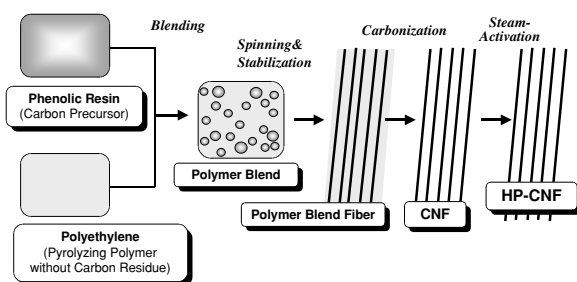 Blending
Spinning&
Stabilization
Carbonization
Steam-
Activation
Phenolic Resin
(Carbon Precursor)
Polymer Blend
Polymer Blend Fiber
CNF
HP-CNF
Polyethylene
(Pyrolyzing Polymer
without Carbon Residue)